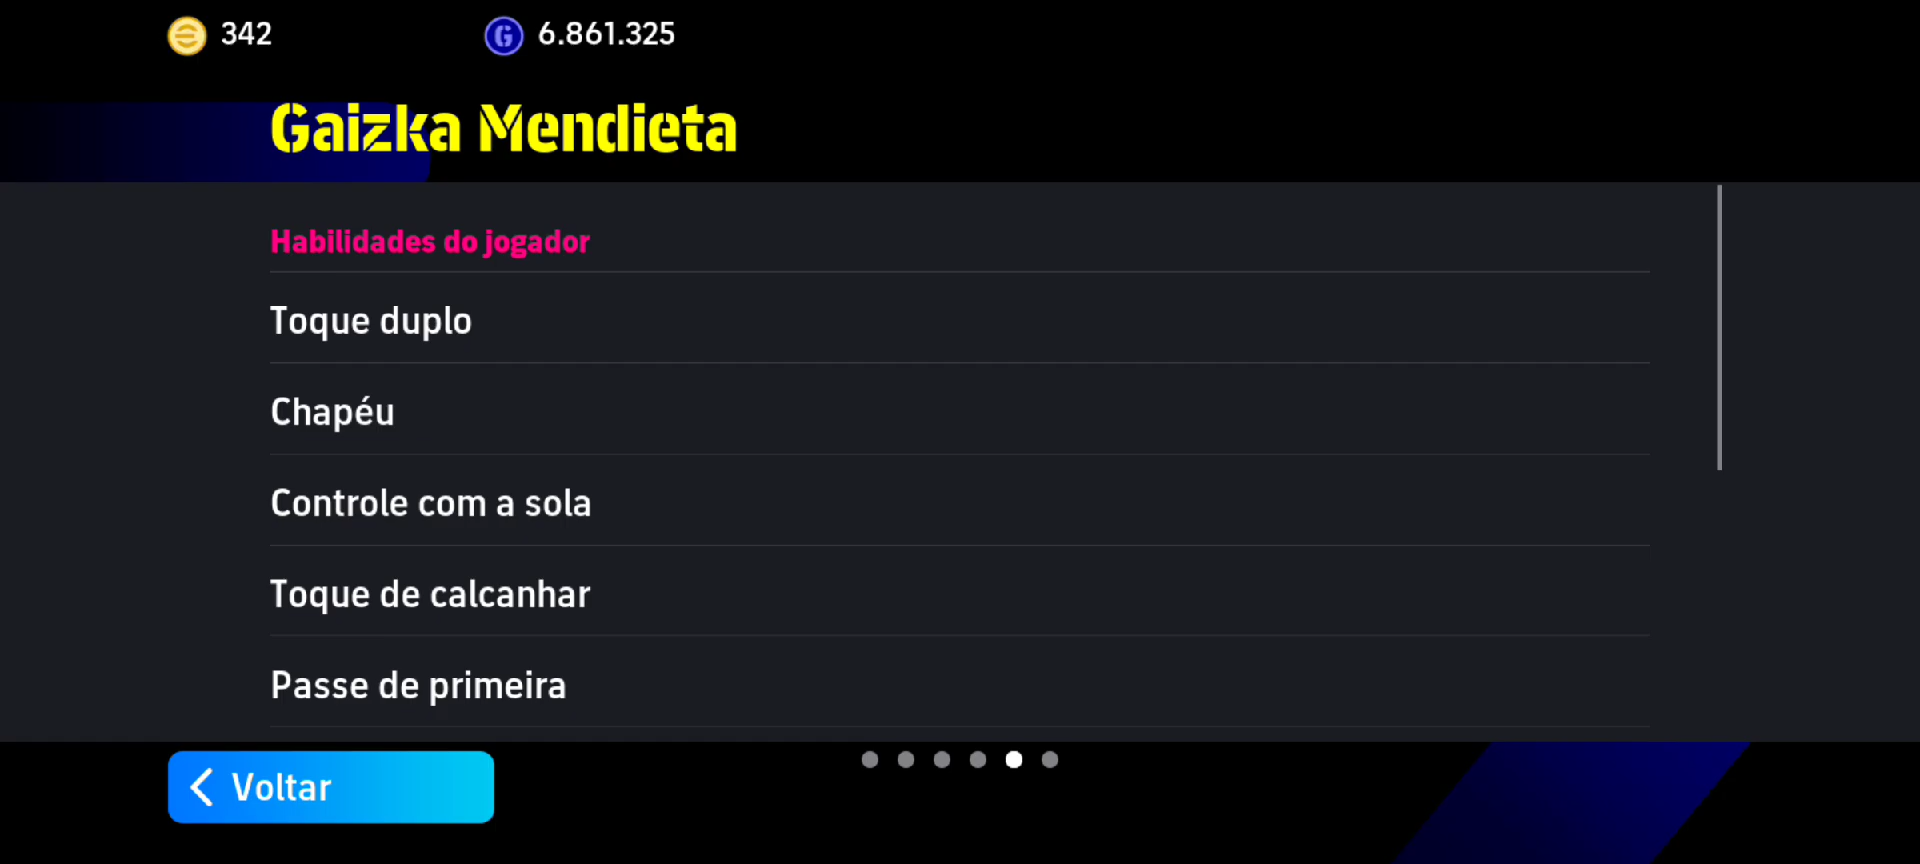 342
6.861.325
Gaizka Mendieta
Habilidades do jogador
Toque duplo
Chapéu
Controle com a sola
Toque de calcanhar
Passe de primeira
Voltar